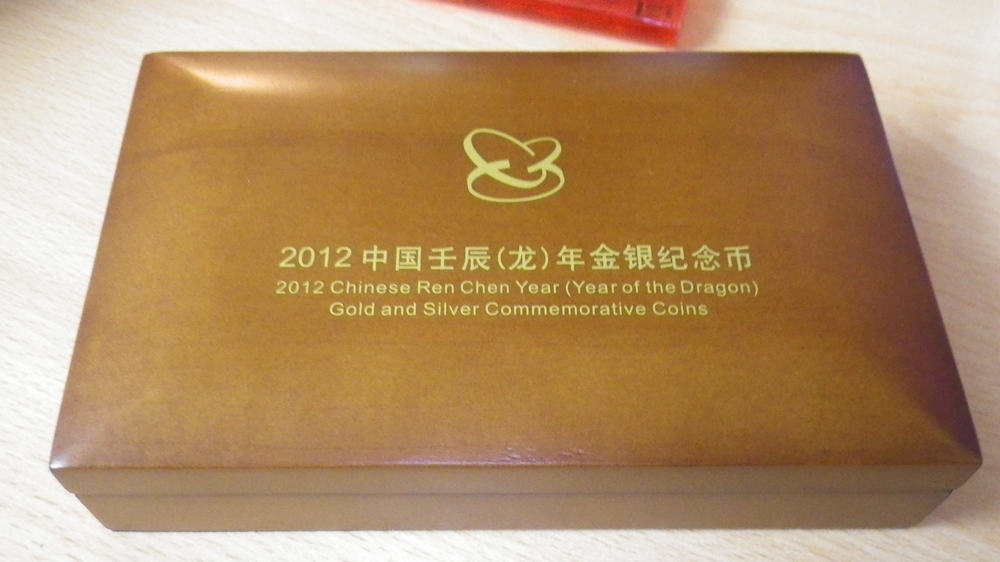 2012 中国壬辰(龙)年金银纪念币
2012 Chinese Ren Chen Year (Year of the Dragon)
Gold and Silver Commemorative Coins